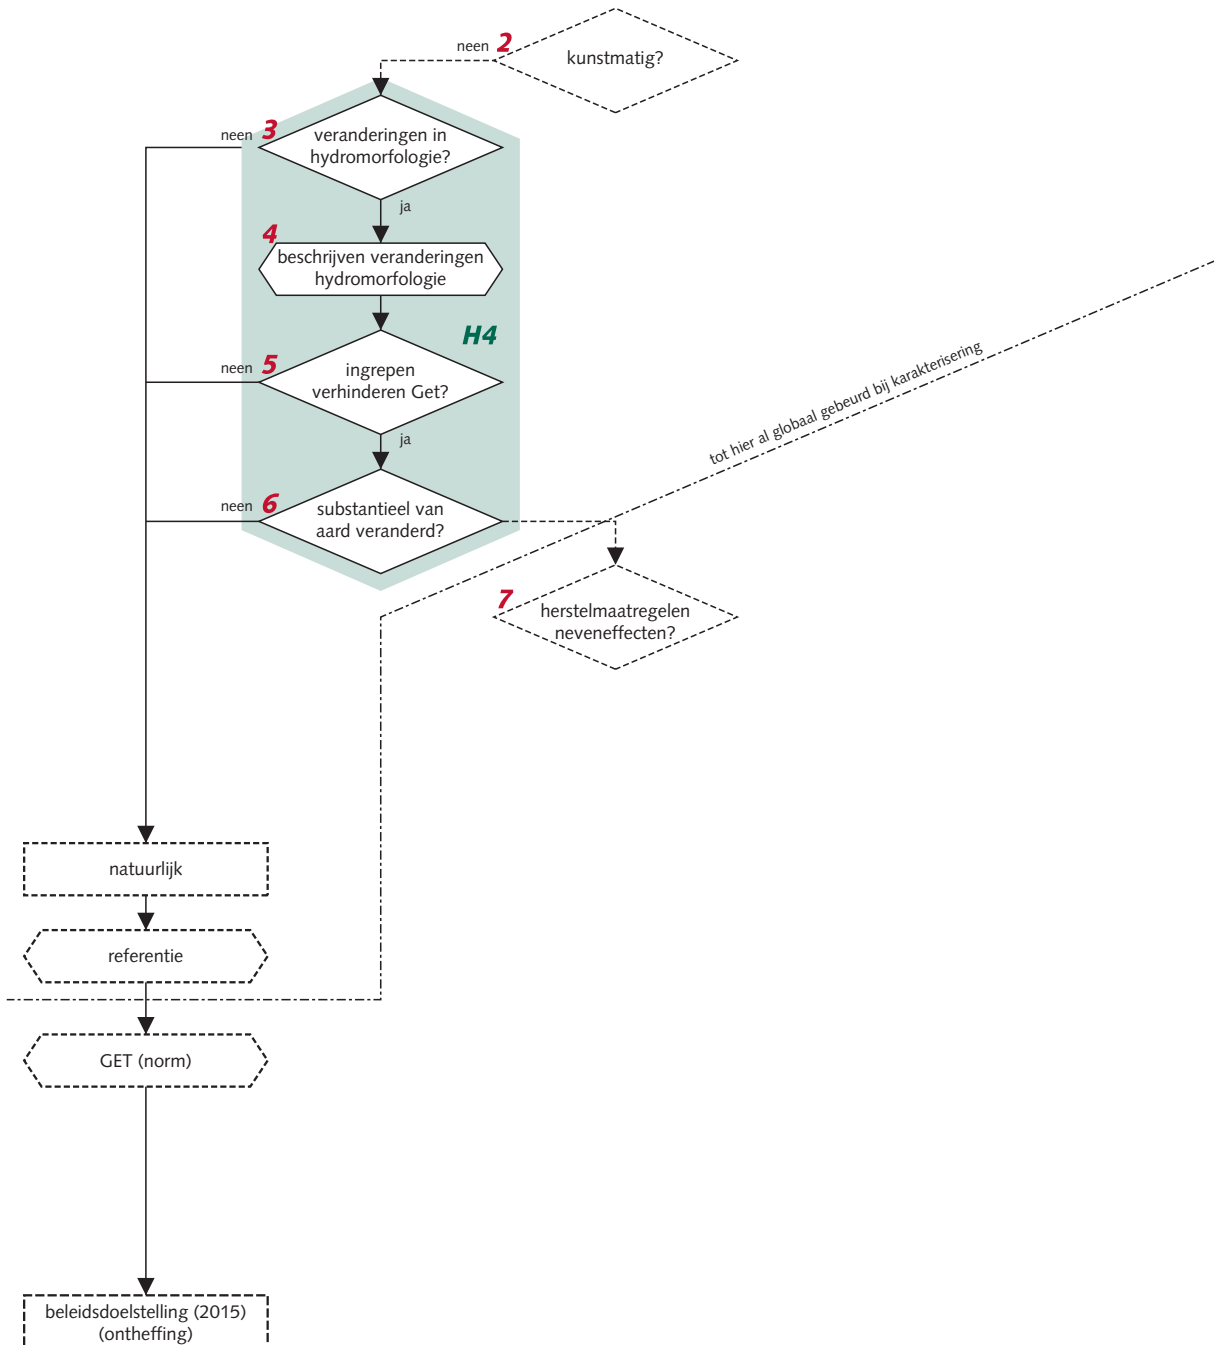 neen 2
kunstmatig?
neen 3
veranderingen in
hydromorfologie?
ja
4
beschrijven veranderingen
hydromorfologie
H4
neen 5
ingrepen
verhinderen Get?
ja
tot hier al globaal gebeurd bij karakterisering
neen 6
substantieel van
aard veranderd?
7
herstelmaatregelen
neveneffecten?
natuurlijk
referentie
GET (norm)
beleidsdoelstelling (2015)
(ontheffing)